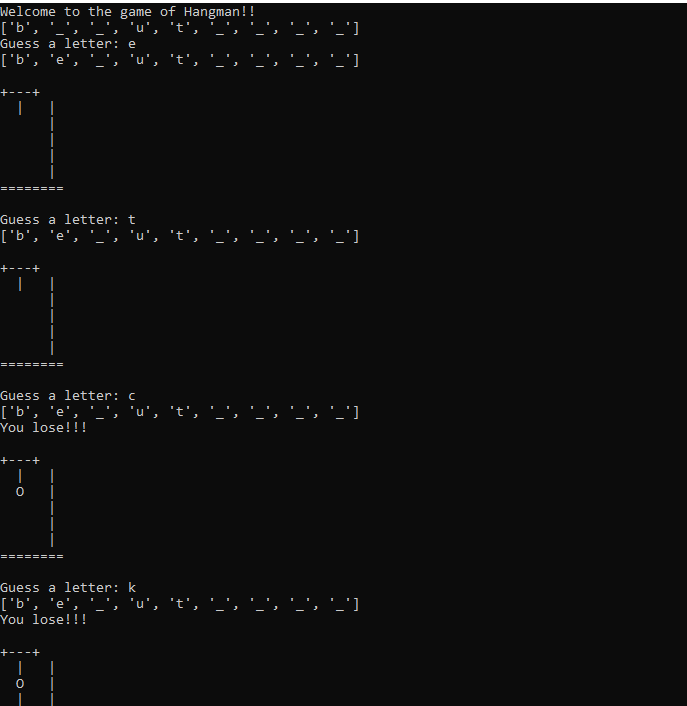 Welcome to the game of Hangman!!
['b', '_', '_', 'u', 't', '_', '_', '_', '_']
Guess a letter: e
['b', 'e', '_', 'u', 't', '_', '_', '_', '_']
+---+
  |   |
      |
      |
      |
      |
========
Guess a letter: t
['b', 'e', '_', 'u', 't', '_', '_', '_', '_']
+---+
  |   |
      |
      |
      |
      |
========
Guess a letter: c
['b', 'e', '_', 'u', 't', '_', '_', '_', '_']
You lose!!!
+---+
  |   |
  O   |
      |
      |
      |
========
Guess a letter: k
['b', 'e', '_', 'u', 't', '_', '_', '_', '_']
You lose!!!
+---+
  |   |
  O   |
  |   |